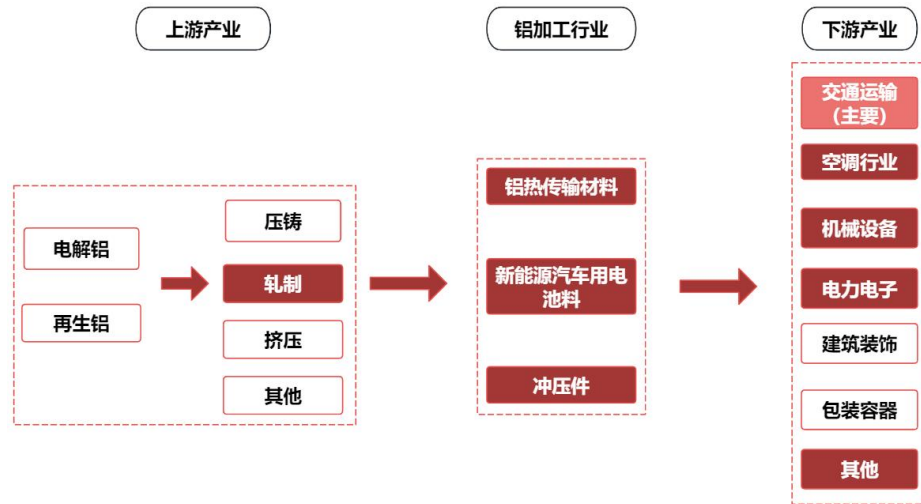 上游产业
铝加工行业
下游产业
电解铝
再生铝
压铸
轧制
挤压
其他
铝热传输材料
新能源汽车用电
池料
冲压件
交通运输
（主要）
空调行业
机械设备
电力电子
建筑装饰
包装容器
其他